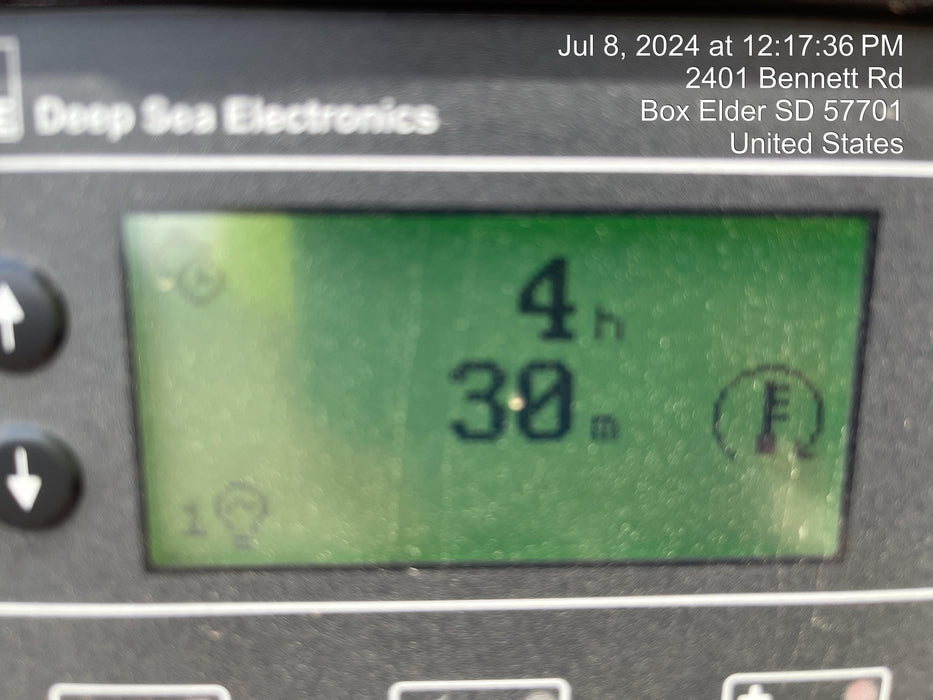 Jul 8, 2024 at 12:17:36 PM
2401 Bennett Rd
Box Elder SD 57701
United States
Deep Sea Electronics
4 h
30 m
1